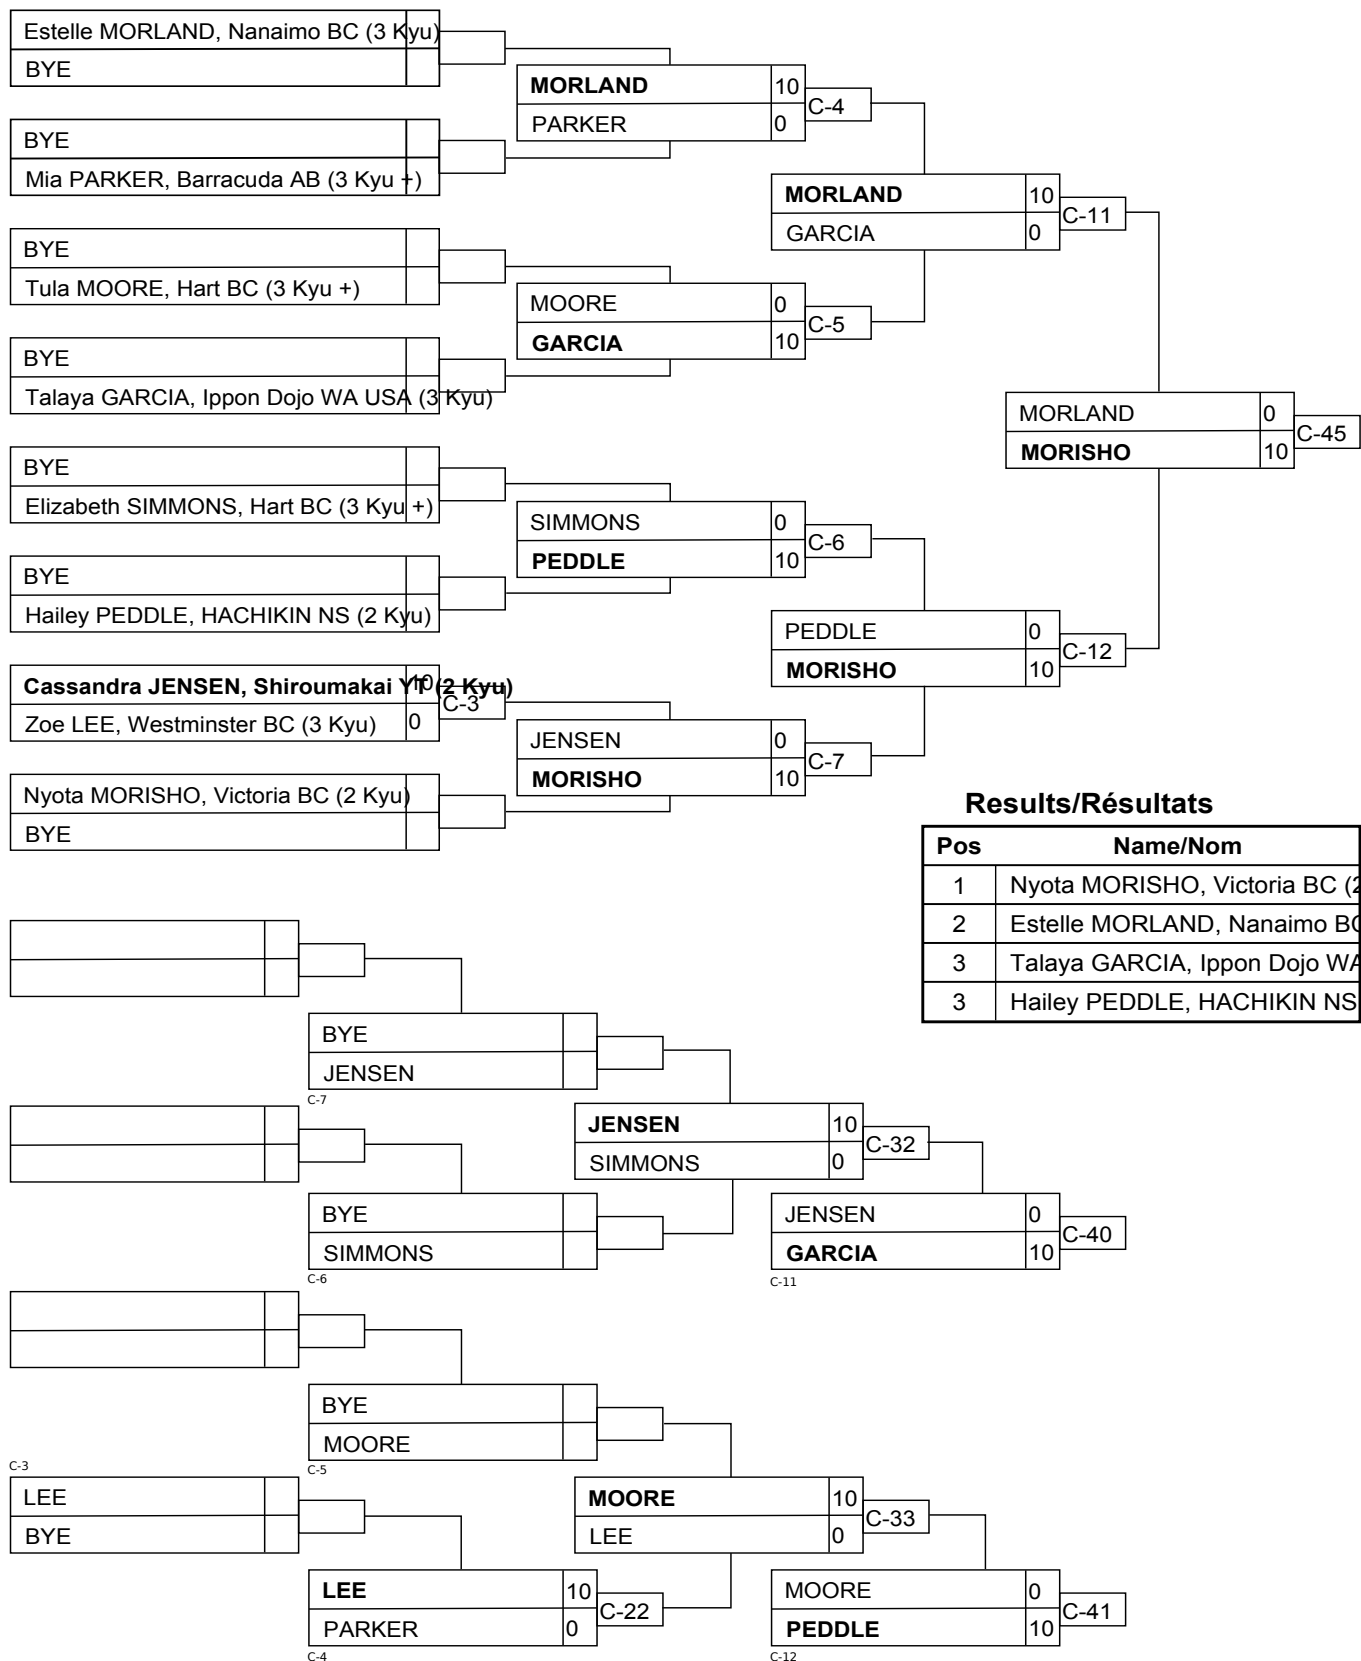 Estelle MORLAND, Nanaimo BC (3 Kyu)
BYE
BYE
Mia PARKER, Barracuda AB (3 Kyu +)
BYE
Tula MOORE, Hart BC (3 Kyu +)
BYE
Talaya GARCIA, Ippon Dojo WA USA (3 Kyu)
BYE
Elizabeth SIMMONS, Hart BC (3 Kyu +)
BYE
Hailey PEDDLE, HACHIKIN NS (2 Kyu)
Cassandra JENSEN, Shiroumakai YT (2 Kyu) 10
Zoe LEE, Westminster BC (3 Kyu) 0
C-3
Nyota MORISHO, Victoria BC (2 Kyu)
BYE
MORLAND 10
PARKER 0
C-4
MOORE 0
GARCIA 10
C-5
SIMMONS 0
PEDDLE 10
C-6
JENSEN 0
MORISHO 10
C-7
MORLAND 10
GARCIA 0
C-11
PEDDLE 0
MORISHO 10
C-12
MORLAND 0
MORISHO 10
C-45
Results/Résultats
Pos Name/Nom
1 Nyota MORISHO, Victoria BC (2
2 Estelle MORLAND, Nanaimo BC
3 Talaya GARCIA, Ippon Dojo WA
3 Hailey PEDDLE, HACHIKIN NS
BYE
JENSEN
C-7
BYE
SIMMONS
C-6
JENSEN 10
SIMMONS 0
C-32
JENSEN 0
GARCIA 10
C-40
C-11
BYE
MOORE
C-5
C-3
LEE
BYE
LEE 10
PARKER 0
C-22
C-4
MOORE 10
LEE 0
C-33
MOORE 0
PEDDLE 10
C-41
C-12